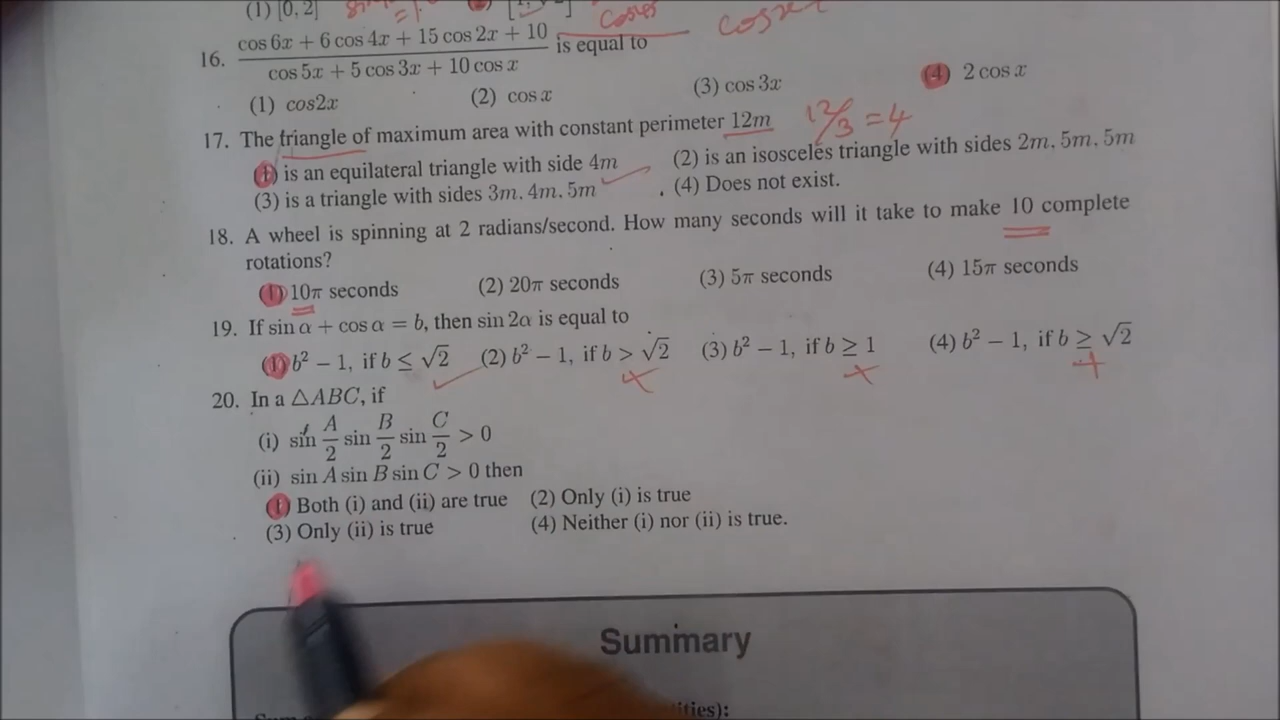 (1) [0, 2]
cos x
16. cos 6x + 6 cos 4x + 15 cos 2x + 10 / cos 5x + 5 cos 3x + 10 cos x is equal to
(1) cos2x (2) cos x (3) cos 3x (4) 2 cos x
17. The triangle of maximum area with constant perimeter 12m 12/3 = 4
(1) is an equilateral triangle with side 4m (2) is an isosceles triangle with sides 2m, 5m, 5m
(3) is a triangle with sides 3m, 4m, 5m (4) Does not exist.
18. A wheel is spinning at 2 radians/second. How many seconds will it take to make 10 complete
rotations?
(1) 10π seconds (2) 20π seconds (3) 5π seconds (4) 15π seconds
19. If sin α + cos α = b, then sin 2α is equal to
(1) b² − 1, if b ≤ √2 (2) b² − 1, if b > √2 (3) b² − 1, if b ≥ 1 (4) b² − 1, if b ≥ √2
20. In a △ABC, if
(i) sin A/2 sin B/2 sin C/2 > 0
(ii) sin A sin B sin C > 0 then
(1) Both (i) and (ii) are true (2) Only (i) is true
(3) Only (ii) is true (4) Neither (i) nor (ii) is true.
Summary